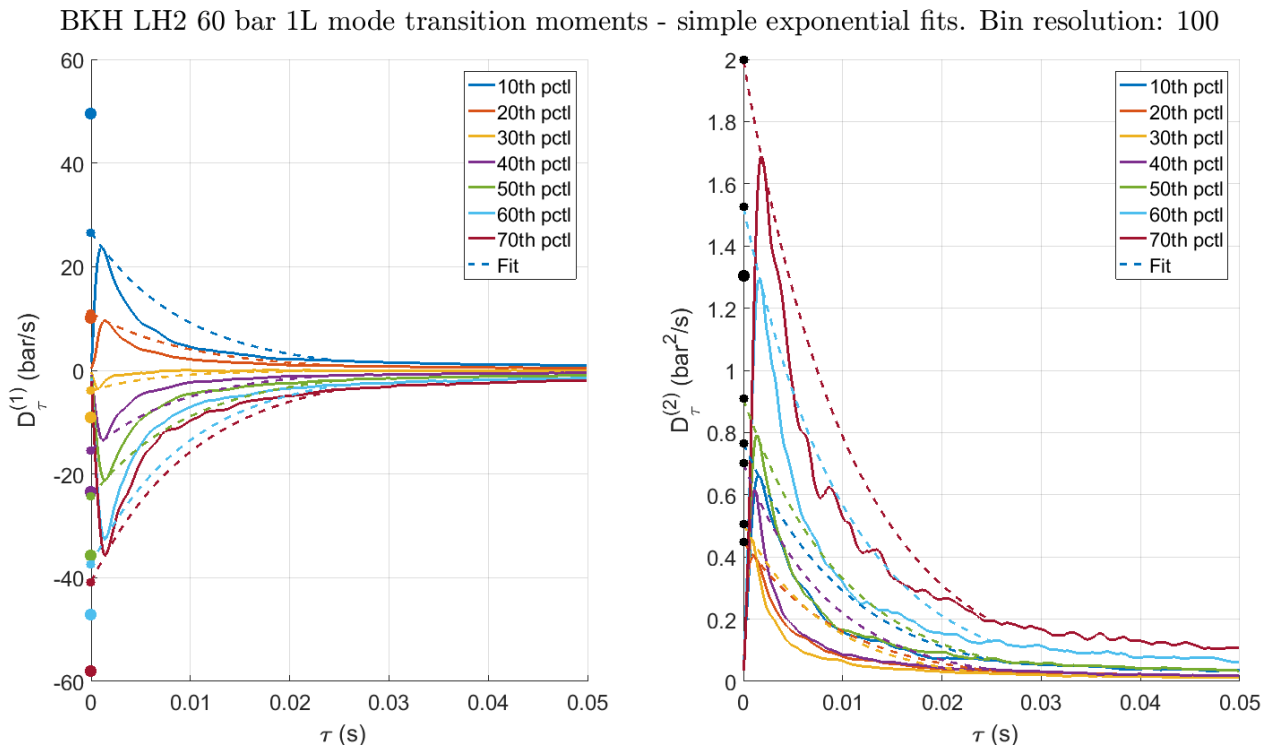 BKH LH2 60 bar 1L mode transition moments - simple exponential fits. Bin resolution: 100
60
40
20
0
-20
-40
-60
D_τ^(1) (bar/s)
0
0.01
0.02
0.03
0.04
0.05
τ (s)
10th pctl
20th pctl
30th pctl
40th pctl
50th pctl
60th pctl
70th pctl
Fit
2
1.8
1.6
1.4
1.2
1
0.8
0.6
0.4
0.2
0
D_τ^(2) (bar²/s)
0
0.01
0.02
0.03
0.04
0.05
τ (s)
10th pctl
20th pctl
30th pctl
40th pctl
50th pctl
60th pctl
70th pctl
Fit